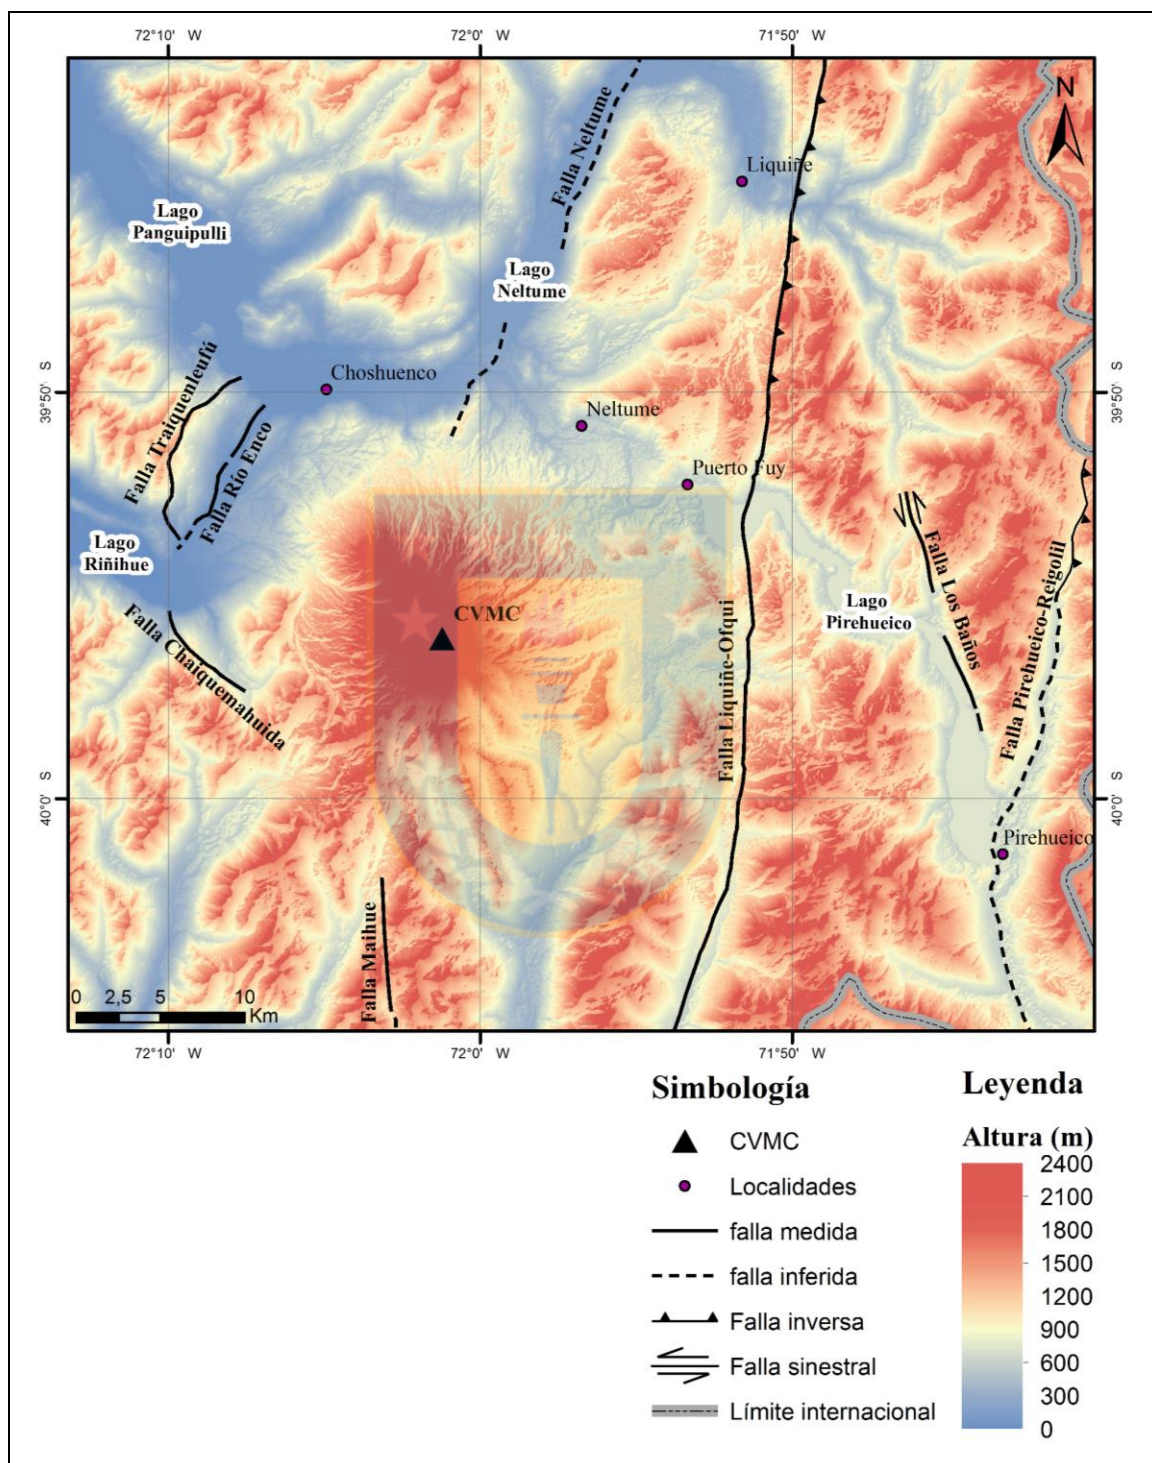 72°10' W
72°0' W
71°50' W
N
Falla Neltume
Liquiñe
Lago
Panguipulli
Lago
Neltume
39°50' S
39°50' S
Choshuenco
Falla Traiquenleufú
Neltume
Falla Río Enco
Puerto Fuy
Lago
Riñihue
Falla Los Baños
Falla Pirehueico-Reigolil
Lago
Pirehueico
CVMC
Falla Chaiquemahuida
Falla Liquiñe-Ofqui
40°0' S
40°0' S
Pirehueico
Falla Maihue
0 2,5 5 10
Km
72°10' W
72°0' W
71°50' W
Simbología
CVMC
Localidades
falla medida
falla inferida
Falla inversa
Falla sinestral
Límite internacional
Leyenda
Altura (m)
2400
2100
1800
1500
1200
900
600
300
0